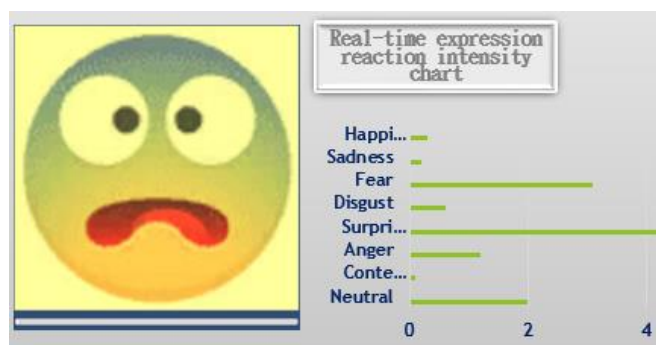 Real-time expression
reaction intensity
chart
Happi...
Sadness
Fear
Disgust
Surpri...
Anger
Conte...
Neutral
0 2 4